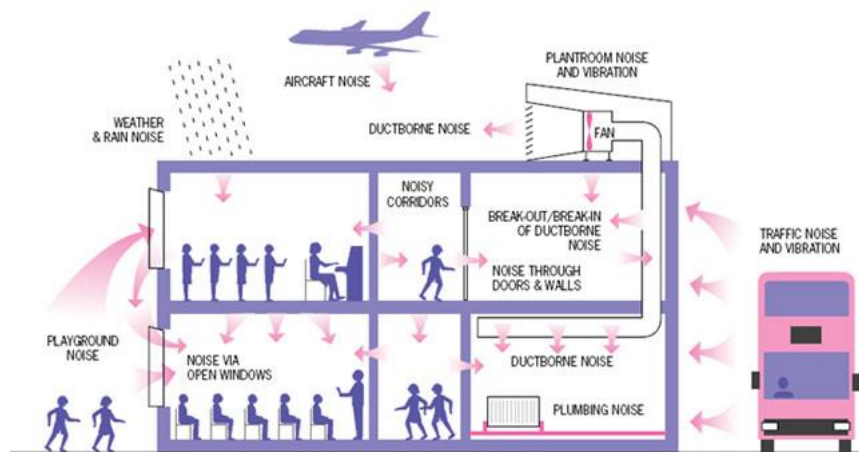 PLANTROOM NOISE
AND VIBRATION
AIRCRAFT NOISE
WEATHER
& RAIN NOISE
DUCTBORNE NOISE
FAN
NOISY
CORRIDORS
BREAK-OUT/BREAK-IN
OF DUCTBORNE
NOISE
TRAFFIC NOISE
AND VIBRATION
NOISE THROUGH
DOORS & WALLS
PLAYGROUND
NOISE
NOISE VIA
OPEN WINDOWS
DUCTBORNE NOISE
PLUMBING NOISE